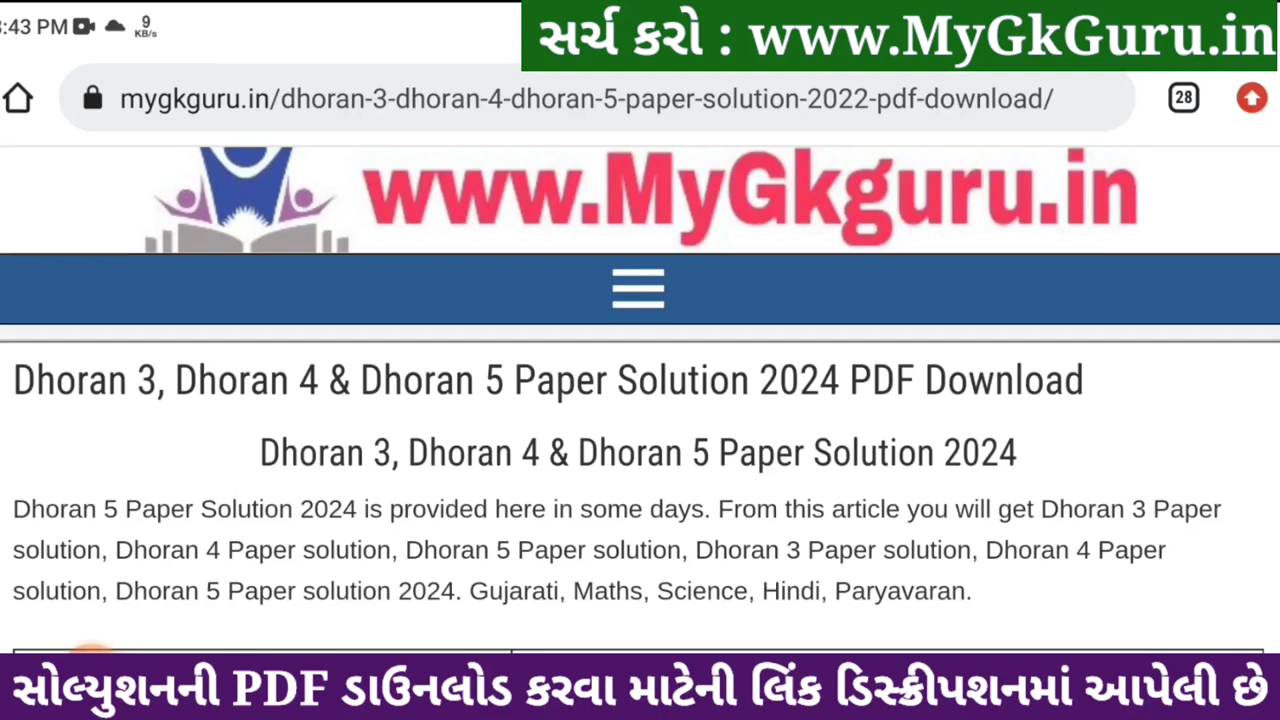 :43 PM 9 KB/s
સર્ચ કરો : www.MyGkGuru.in
mygkguru.in/dhoran-3-dhoran-4-dhoran-5-paper-solution-2022-pdf-download/ 28
www.MyGkguru.in
Dhoran 3, Dhoran 4 & Dhoran 5 Paper Solution 2024 PDF Download
Dhoran 3, Dhoran 4 & Dhoran 5 Paper Solution 2024
Dhoran 5 Paper Solution 2024 is provided here in some days. From this article you will get Dhoran 3 Paper
solution, Dhoran 4 Paper solution, Dhoran 5 Paper solution, Dhoran 3 Paper solution, Dhoran 4 Paper
solution, Dhoran 5 Paper solution 2024. Gujarati, Maths, Science, Hindi, Paryavaran.
સોલ્યુશનની PDF ડાઉનલોડ કરવા માટેની લિંક ડિસ્ક્રીપશનમાં આપેલી છે